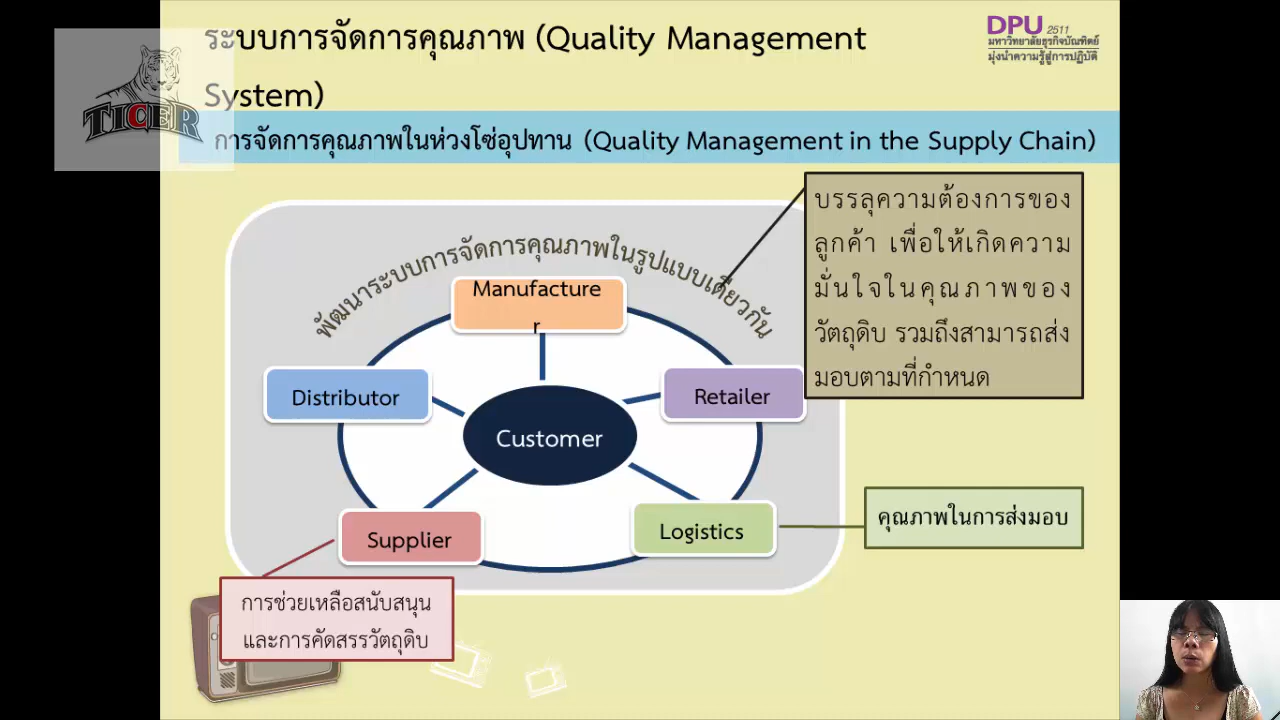 ระบบการจัดการคุณภาพ (Quality Management
System)
DPU 2511
มหาวิทยาลัยธุรกิจบัณฑิตย์
มุ่งนำความรู้สู่การปฏิบัติ
TIGER
การจัดการคุณภาพในห่วงโซ่อุปทาน (Quality Management in the Supply Chain)
บรรลุความต้องการของ
ลูกค้า เพื่อให้เกิดความ
มั่นใจในคุณภาพของ
วัตถุดิบ รวมถึงสามารถส่ง
มอบตามที่กำหนด
พัฒนาระบบการจัดการคุณภาพในรูปแบบเดียวกัน
Manufacture
r
Distributor
Retailer
Customer
Supplier
Logistics
คุณภาพในการส่งมอบ
การช่วยเหลือสนับสนุน
และการคัดสรรวัตถุดิบ